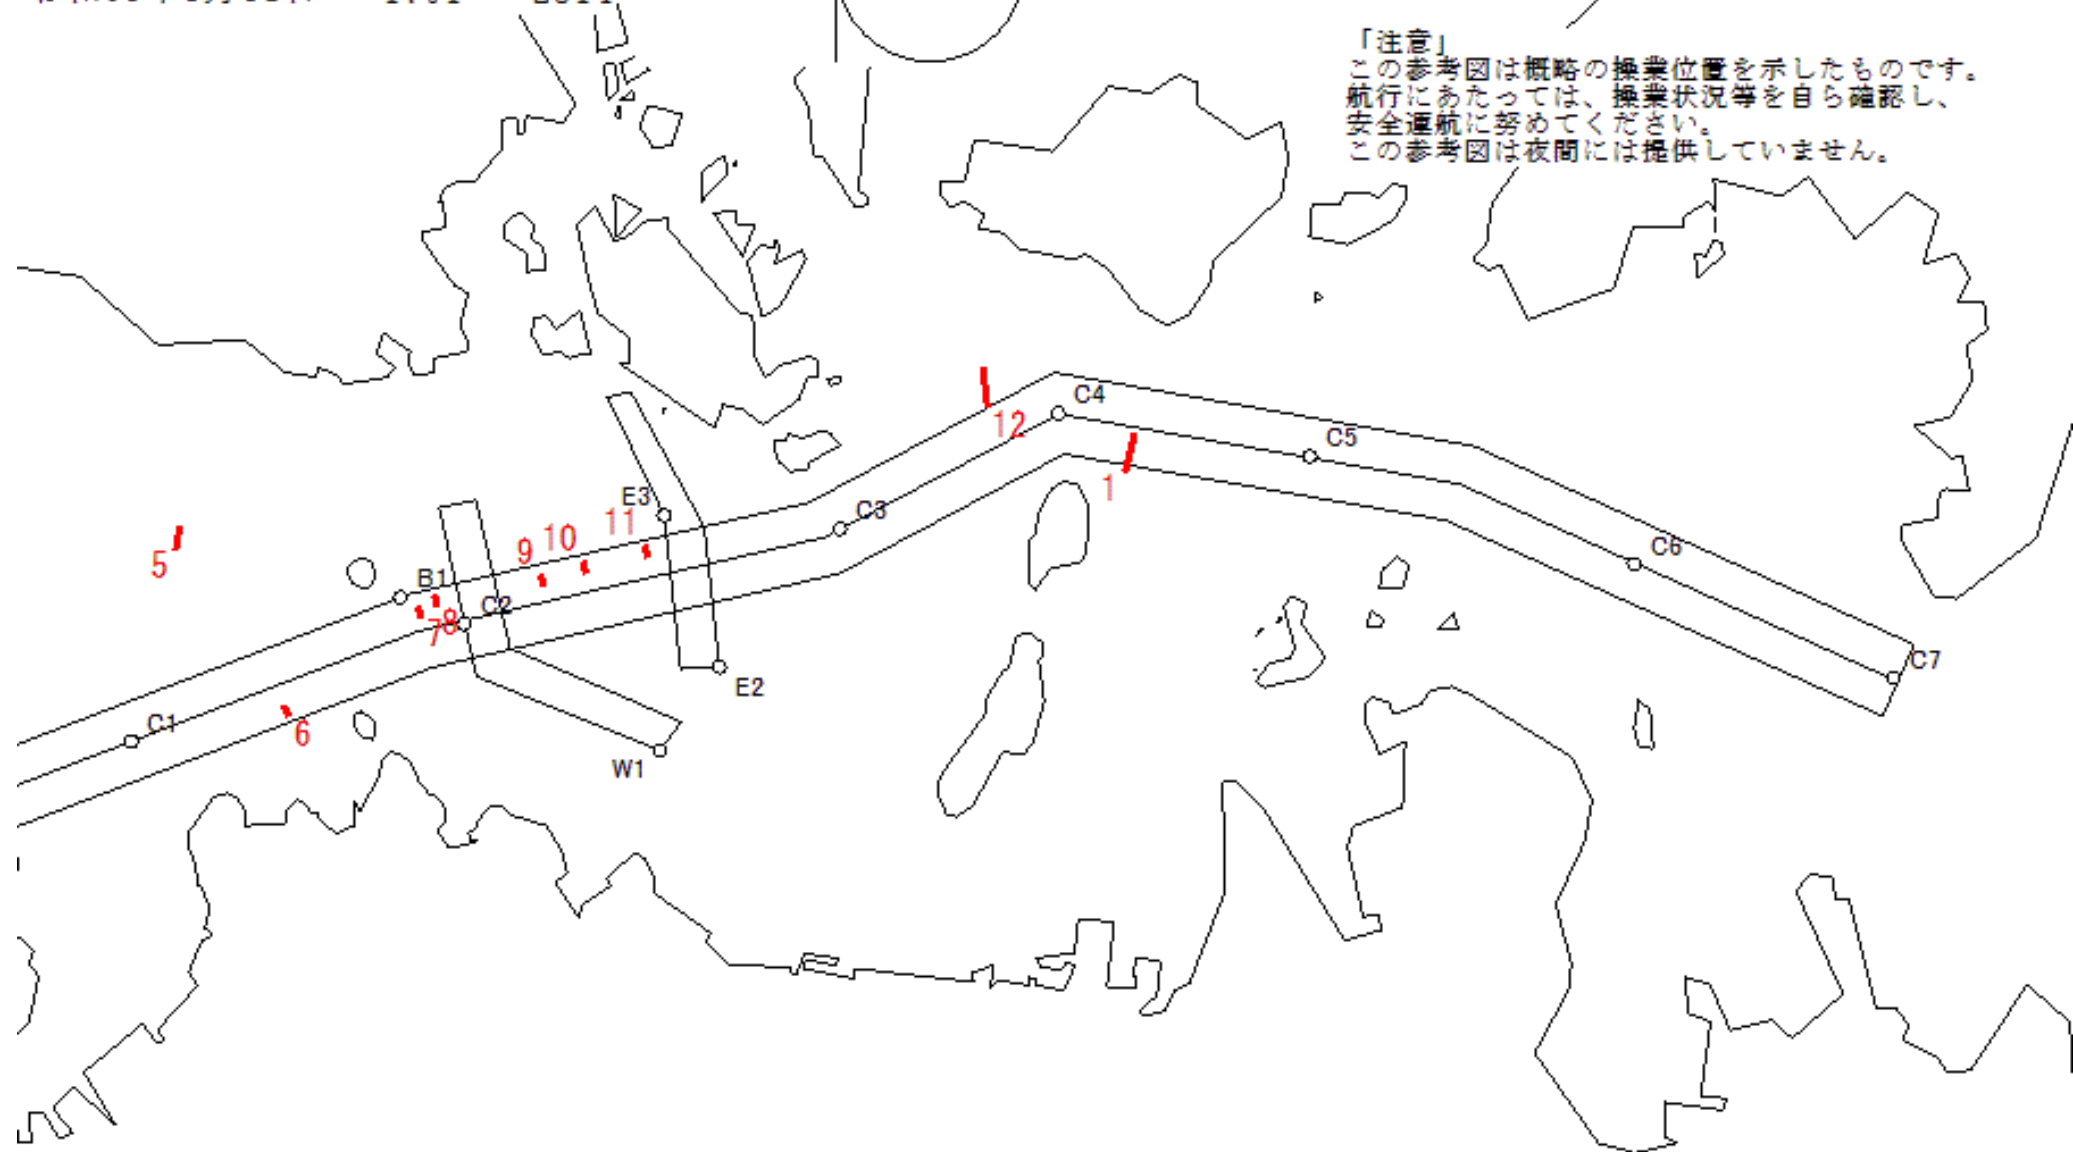 「注意」
この参考図は概略の操業位置を示したものです。
航行にあたっては、操業状況等を自ら確認し、
安全運航に努めてください。
この参考図は夜間には提供していません。
C4
12
C5
1
E3
11
C3
10
9
C6
5
B1
C2
8
7
C7
E2
C1
6
W1